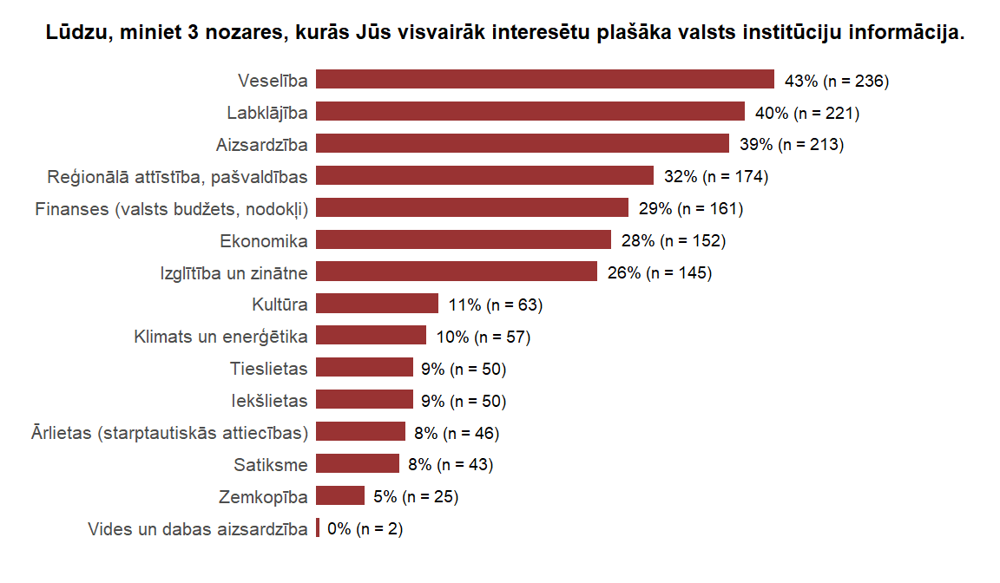 Lūdzu, miniet 3 nozares, kurās Jūs visvairāk interesētu plašāka valsts institūciju informācija.
Veselība 43% (n = 236)
Labklājība 40% (n = 221)
Aizsardzība 39% (n = 213)
Reģionālā attīstība, pašvaldības 32% (n = 174)
Finanses (valsts budžets, nodokļi) 29% (n = 161)
Ekonomika 28% (n = 152)
Izglītība un zinātne 26% (n = 145)
Kultūra 11% (n = 63)
Klimats un enerģētika 10% (n = 57)
Tieslietas 9% (n = 50)
Iekšlietas 9% (n = 50)
Ārlietas (starptautiskās attiecības) 8% (n = 46)
Satiksme 8% (n = 43)
Zemkopība 5% (n = 25)
Vides un dabas aizsardzība 0% (n = 2)